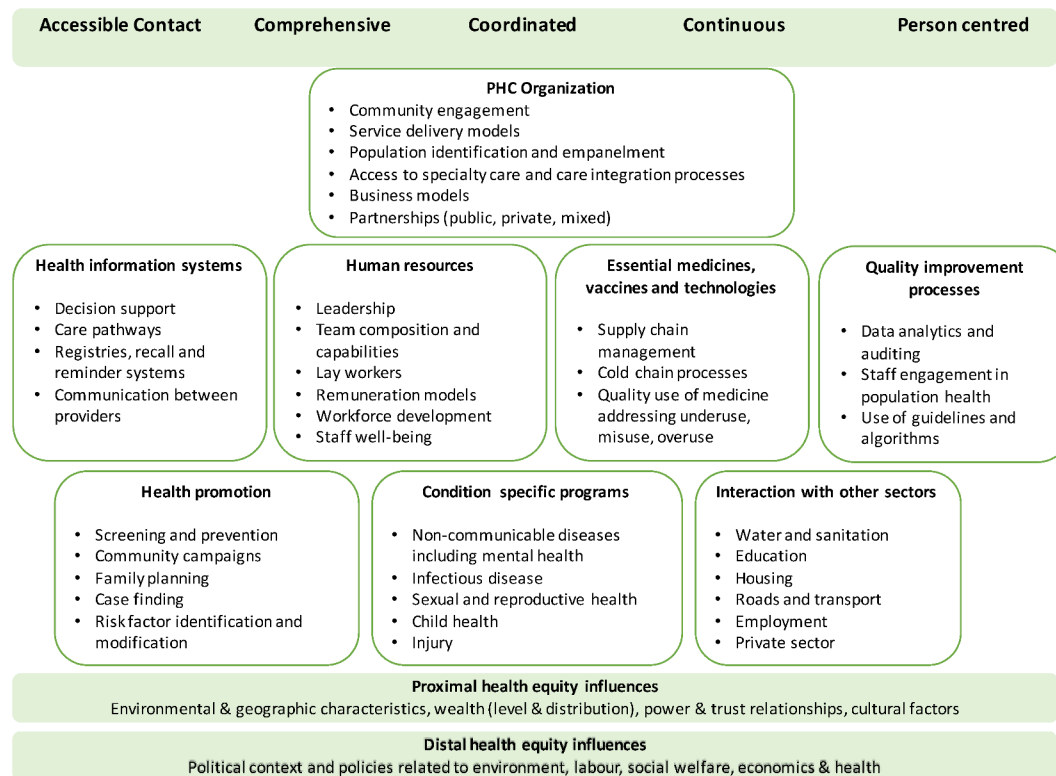 Accessible Contact Comprehensive Coordinated Continuous Person centred
PHC Organization
• Community engagement
• Service delivery models
• Population identification and empanelment
• Access to specialty care and care integration processes
• Business models
• Partnerships (public, private, mixed)
Health information systems
• Decision support
• Care pathways
• Registries, recall and
reminder systems
• Communication between
providers
Human resources
• Leadership
• Team composition and
capabilities
• Lay workers
• Remuneration models
• Workforce development
• Staff well-being
Essential medicines,
vaccines and technologies
• Supply chain
management
• Cold chain processes
• Quality use of medicine
addressing underuse,
misuse, overuse
Quality improvement
processes
• Data analytics and
auditing
• Staff engagement in
population health
• Use of guidelines and
algorithms
Health promotion
• Screening and prevention
• Community campaigns
• Family planning
• Case finding
• Risk factor identification and
modification
Condition specific programs
• Non-communicable diseases
including mental health
• Infectious disease
• Sexual and reproductive health
• Child health
• Injury
Interaction with other sectors
• Water and sanitation
• Education
• Housing
• Roads and transport
• Employment
• Private sector
Proximal health equity influences
Environmental & geographic characteristics, wealth (level & distribution), power & trust relationships, cultural factors
Distal health equity influences
Political context and policies related to environment, labour, social welfare, economics & health